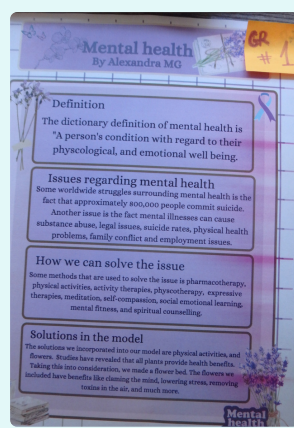 Mental health
By Alexandra MG
GR
# 1
Definition
The dictionary definition of mental health is
"A person's condition with regard to their
physcological, and emotional well being.
Issues regarding mental health
Some worldwide struggles surrounding mental health is the
fact that approximately 800,000 people commit suicide.
Another issue is the fact mental illnesses can cause
substance abuse, legal issues, suicide rates, physical health
problems, family conflict and employment issues.
How we can solve the issue
Some methods that are used to solve the issue is pharmacotherapy,
physical activities, activity therapies, physcotherapy, expressive
therapies, meditation, self-compassion, social emotional learning,
mental fitness, and spiritual counselling.
Solutions in the model
The solutions we incorporated into our model are physical activities, and
flowers. Studies have revealed that all plants provide health benefits.
Taking this into consideration, we made a flower bed. The flowers we
included have benefits like claming the mind, lowering stress, removing
toxins in the air, and much more.
Mental
health